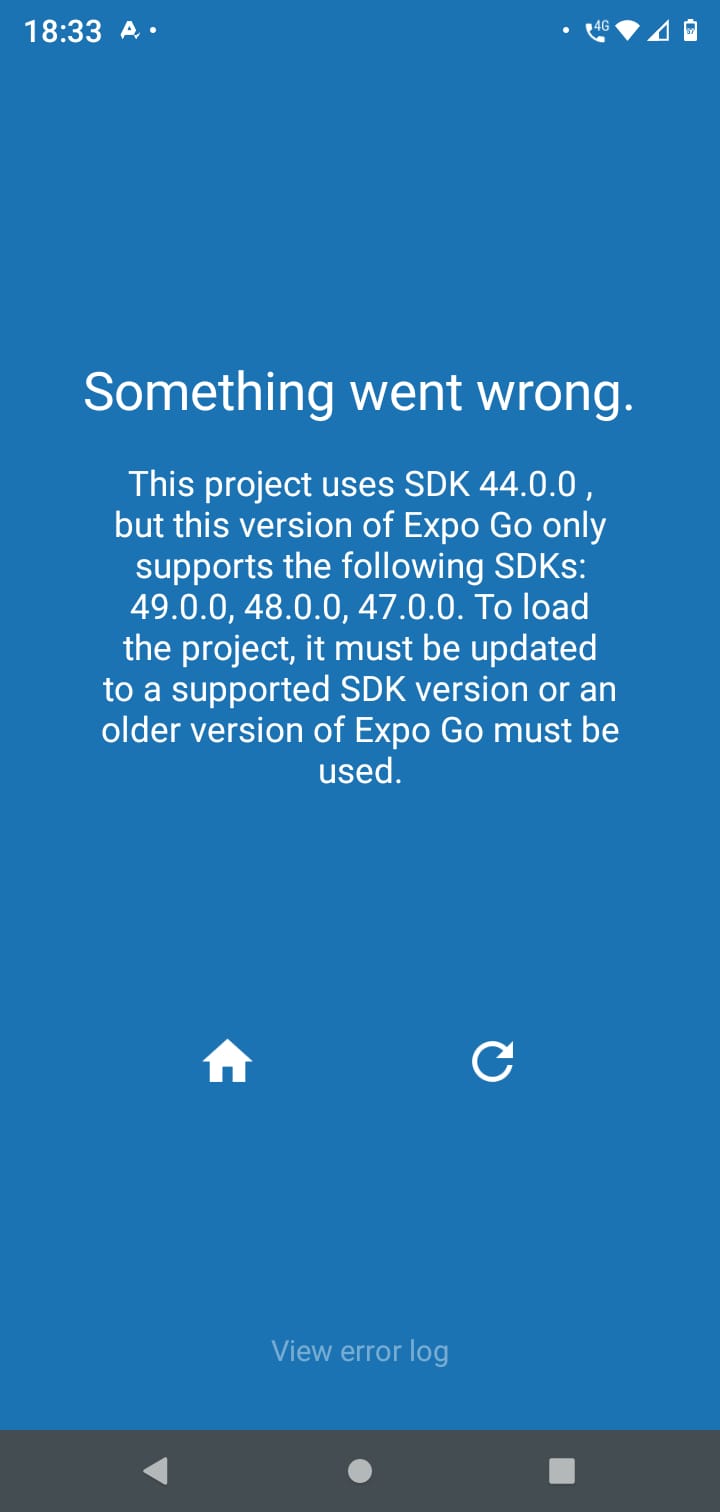 18:33
4G
Something went wrong.
This project uses SDK 44.0.0 ,
but this version of Expo Go only
supports the following SDKs:
49.0.0, 48.0.0, 47.0.0. To load
the project, it must be updated
to a supported SDK version or an
older version of Expo Go must be
used.
View error log